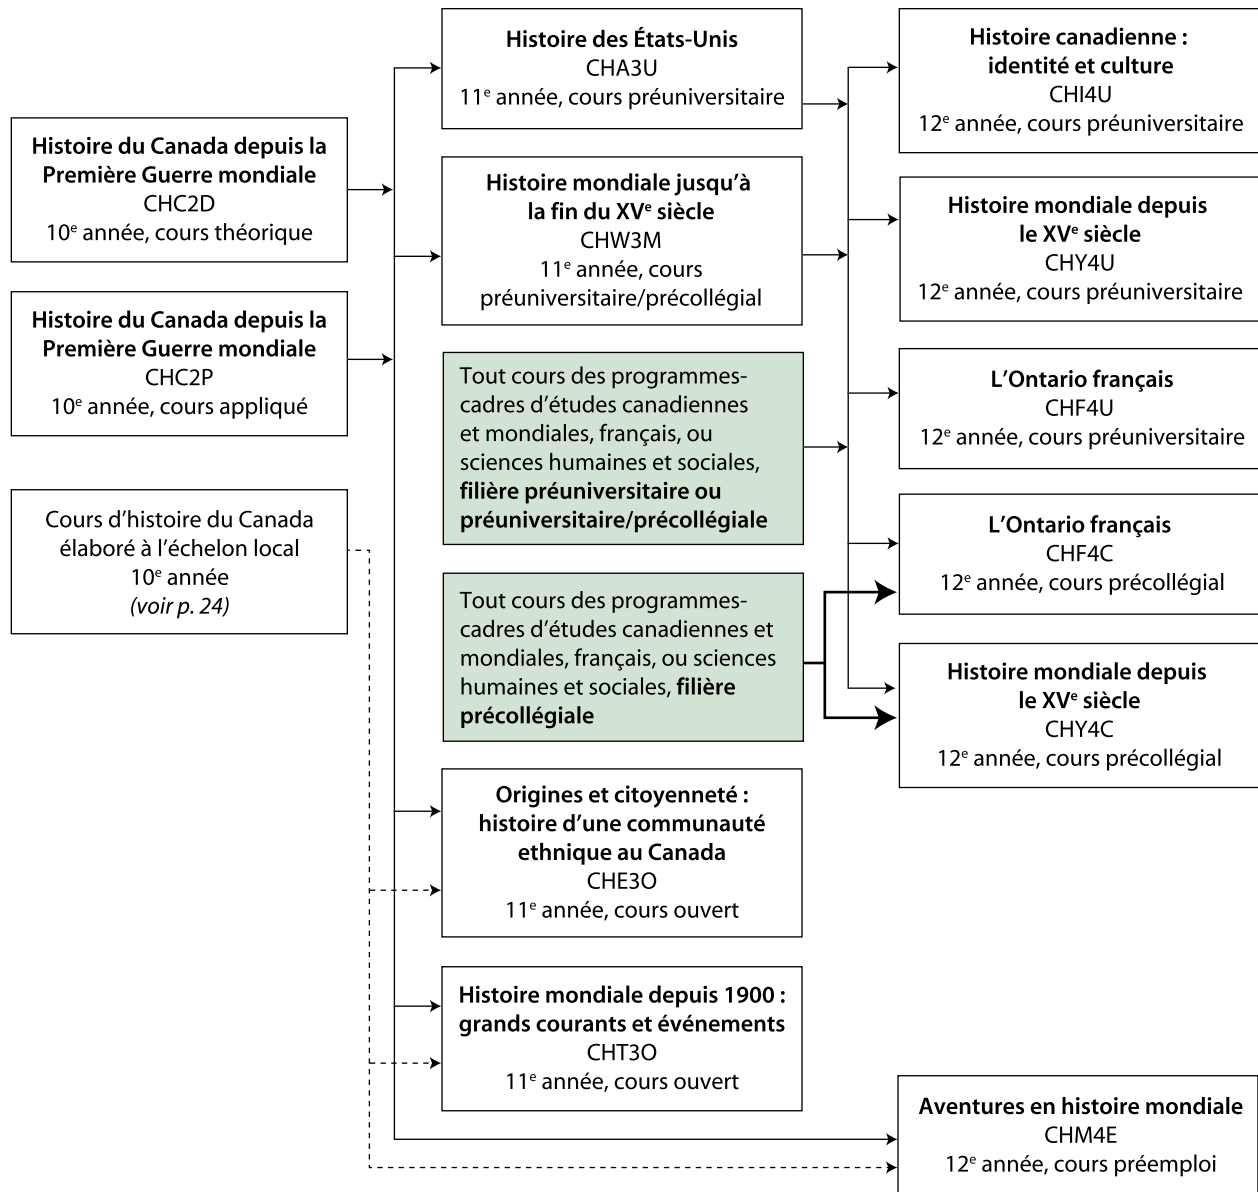 Histoire du Canada depuis la
Première Guerre mondiale
CHC2D
10e année, cours théorique
Histoire du Canada depuis la
Première Guerre mondiale
CHC2P
10e année, cours appliqué
Cours d’histoire du Canada
élaboré à l’échelon local
10e année
(voir p. 24)
Histoire des États-Unis
CHA3U
11e année, cours préuniversitaire
Histoire mondiale jusqu’à
la fin du XVe siècle
CHW3M
11e année, cours
préuniversitaire/précollégial
Tout cours des programmes-
cadres d’études canadiennes
et mondiales, français, ou
sciences humaines et sociales,
filière préuniversitaire ou
préuniversitaire/précollégiale
Tout cours des programmes-
cadres d’études canadiennes et
mondiales, français, ou sciences
humaines et sociales, filière
précollégiale
Origines et citoyenneté :
histoire d’une communauté
ethnique au Canada
CHE3O
11e année, cours ouvert
Histoire mondiale depuis 1900 :
grands courants et événements
CHT3O
11e année, cours ouvert
Histoire canadienne :
identité et culture
CHI4U
12e année, cours préuniversitaire
Histoire mondiale depuis
le XVe siècle
CHY4U
12e année, cours préuniversitaire
L’Ontario français
CHF4U
12e année, cours préuniversitaire
L’Ontario français
CHF4C
12e année, cours précollégial
Histoire mondiale depuis
le XVe siècle
CHY4C
12e année, cours précollégial
Aventures en histoire mondiale
CHM4E
12e année, cours préemploi